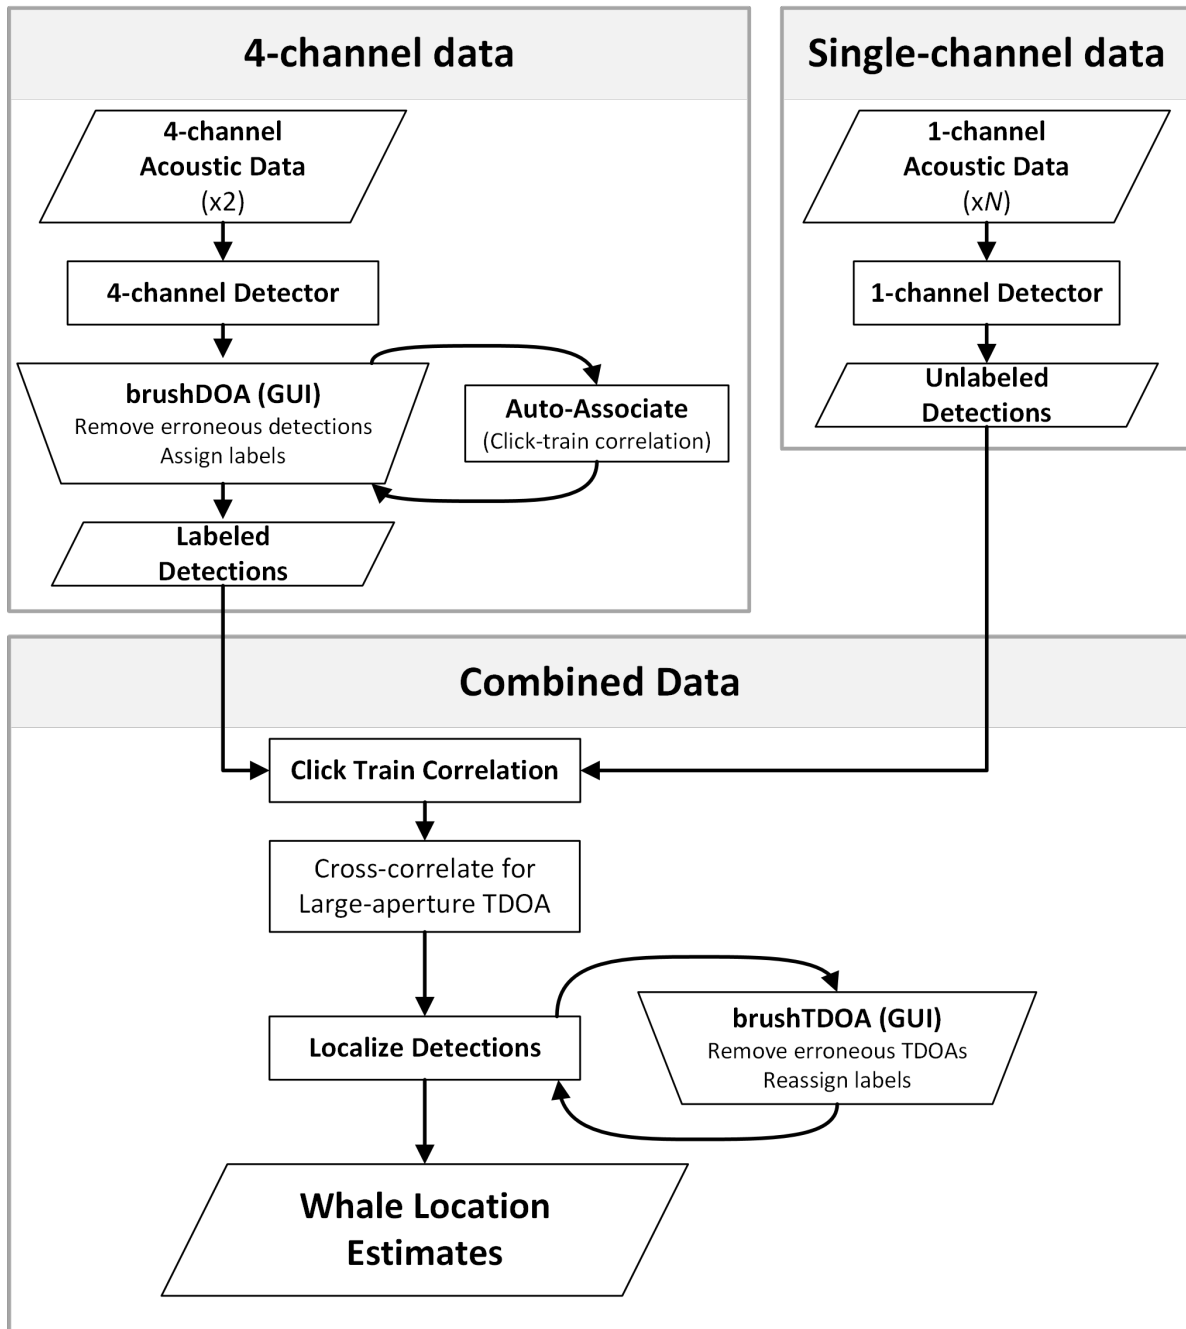 4-channel data
4-channel
Acoustic Data
(x2)
4-channel Detector
brushDOA (GUI)
Remove erroneous detections
Assign labels
Auto-Associate
(Click-train correlation)
Labeled
Detections
Single-channel data
1-channel
Acoustic Data
(xN)
1-channel Detector
Unlabeled
Detections
Combined Data
Click Train Correlation
Cross-correlate for
Large-aperture TDOA
Localize Detections
brushTDOA (GUI)
Remove erroneous TDOAs
Reassign labels
Whale Location
Estimates